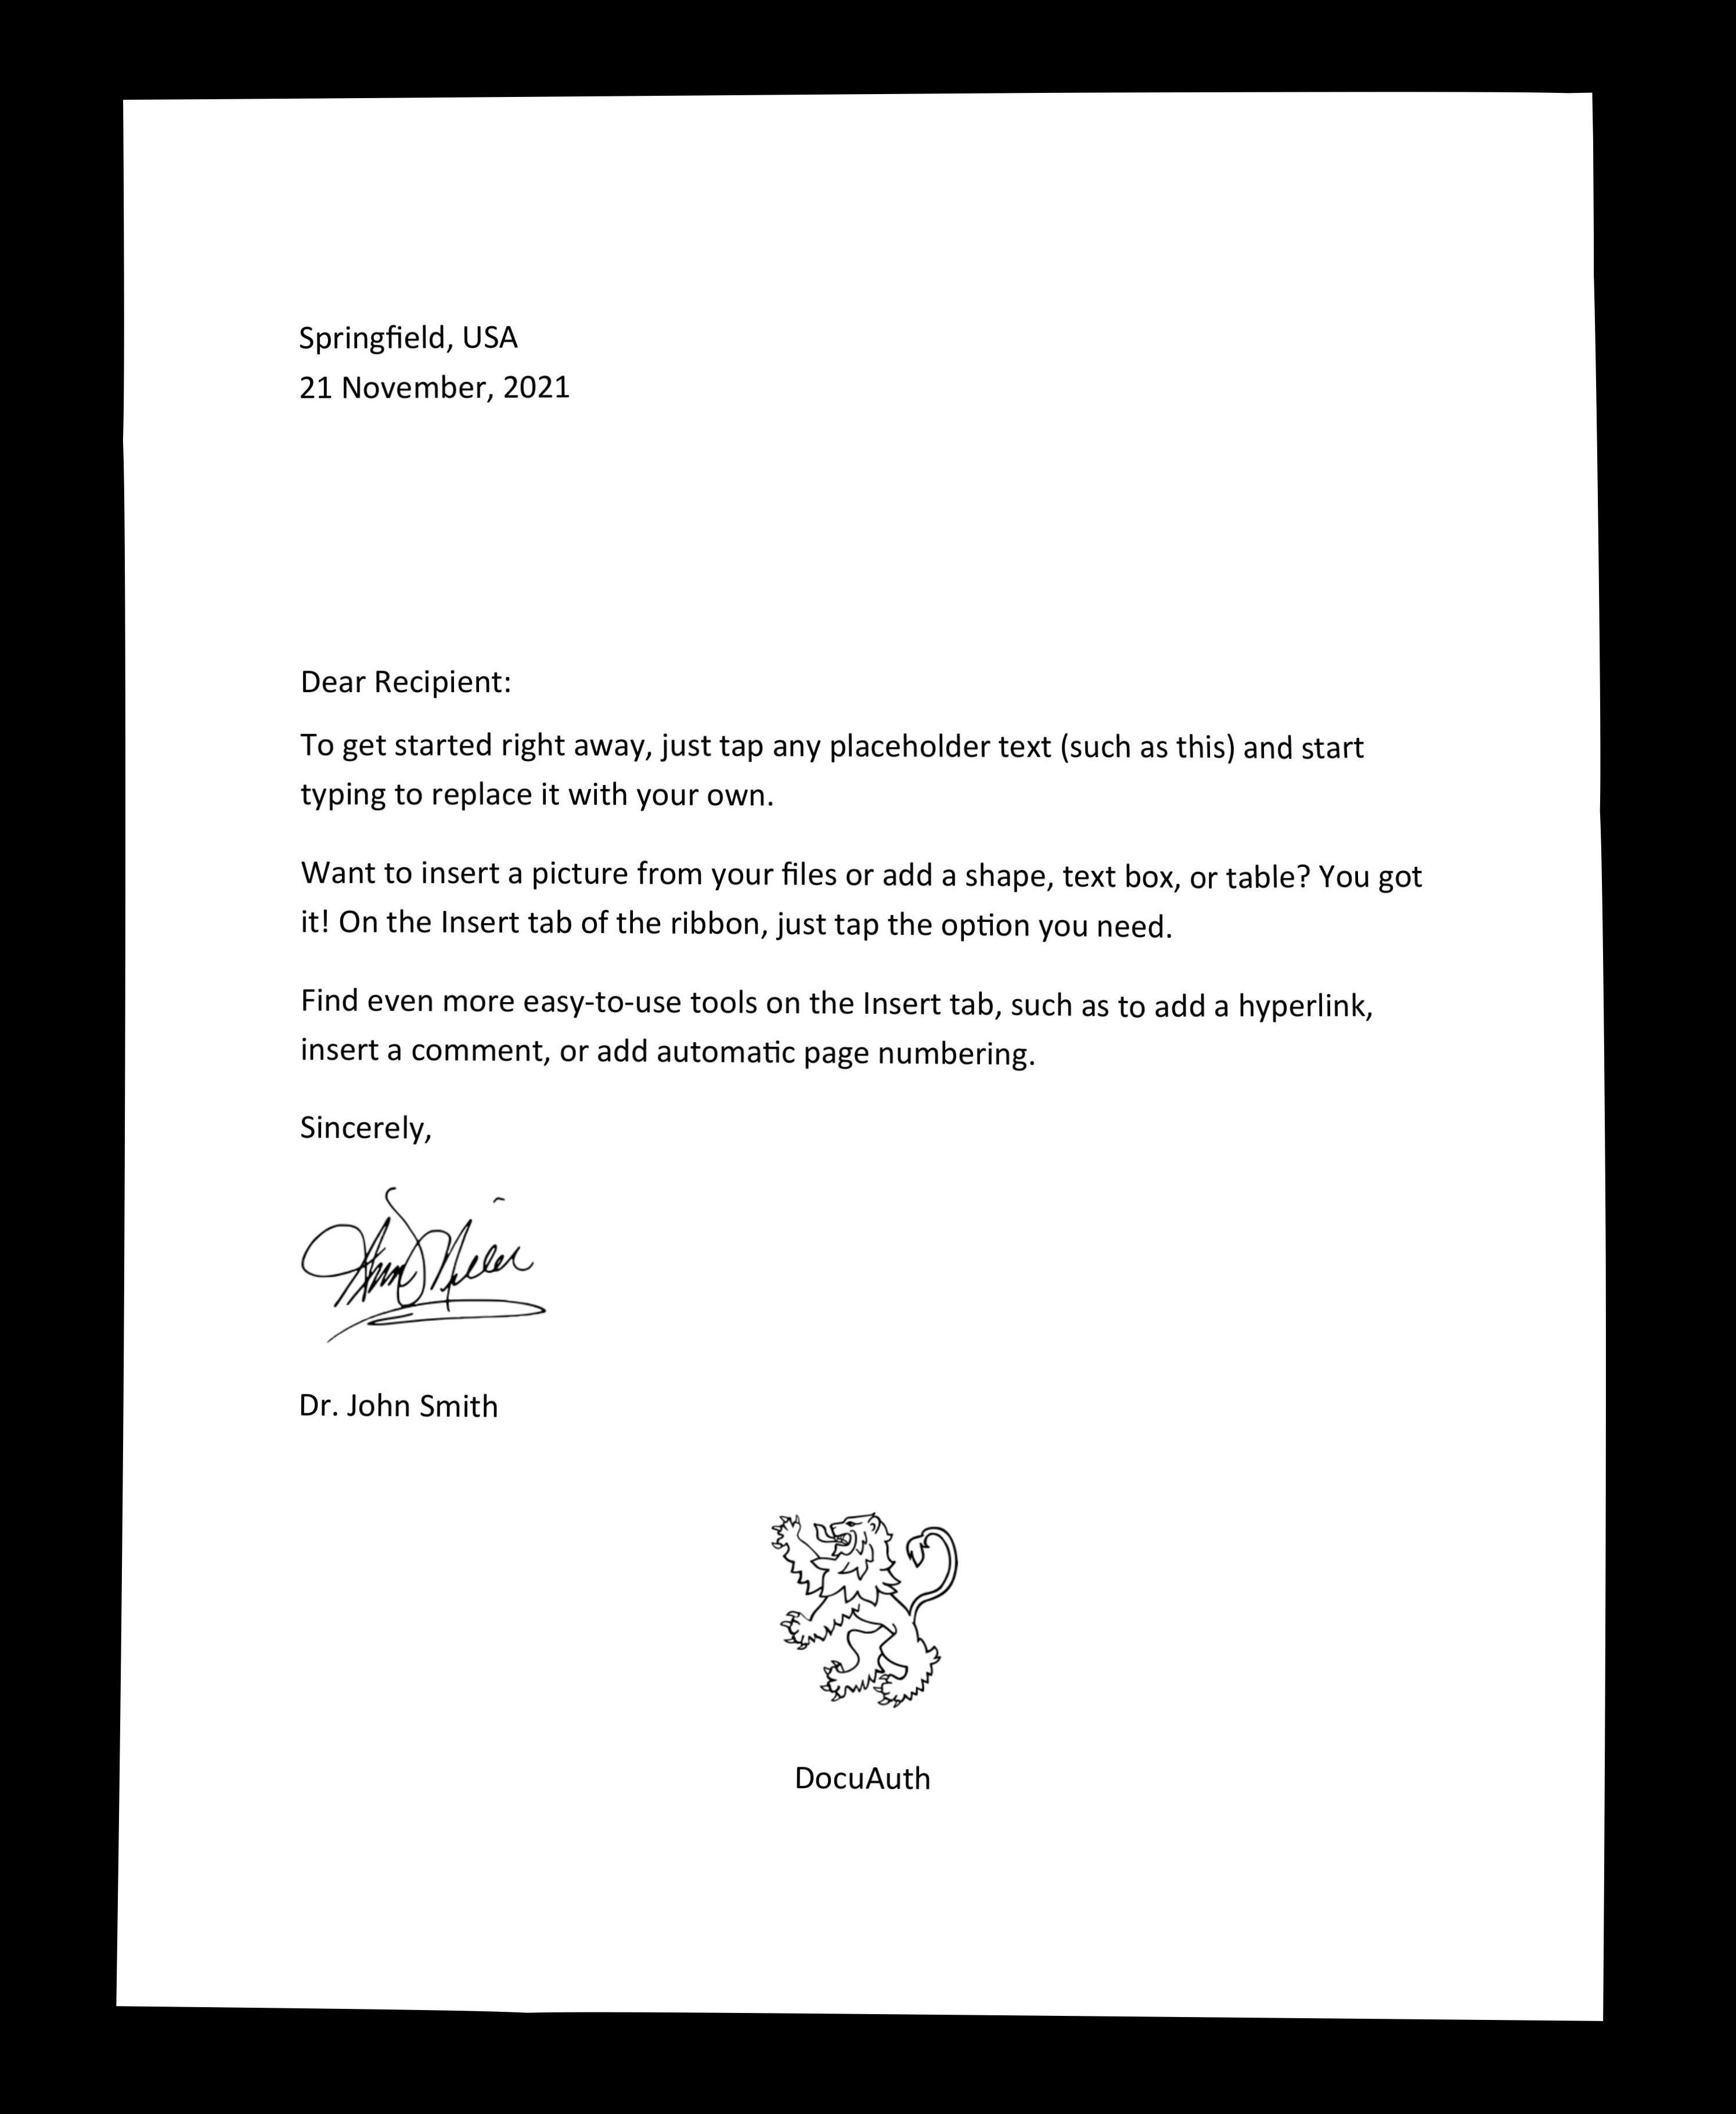 Springfield, USA
21 November, 2021
Dear Recipient:
To get started right away, just tap any placeholder text (such as this) and start
typing to replace it with your own.
Want to insert a picture from your files or add a shape, text box, or table? You got
it! On the Insert tab of the ribbon, just tap the option you need.
Find even more easy-to-use tools on the Insert tab, such as to add a hyperlink,
insert a comment, or add automatic page numbering.
Sincerely,
Dr. John Smith
DocuAuth